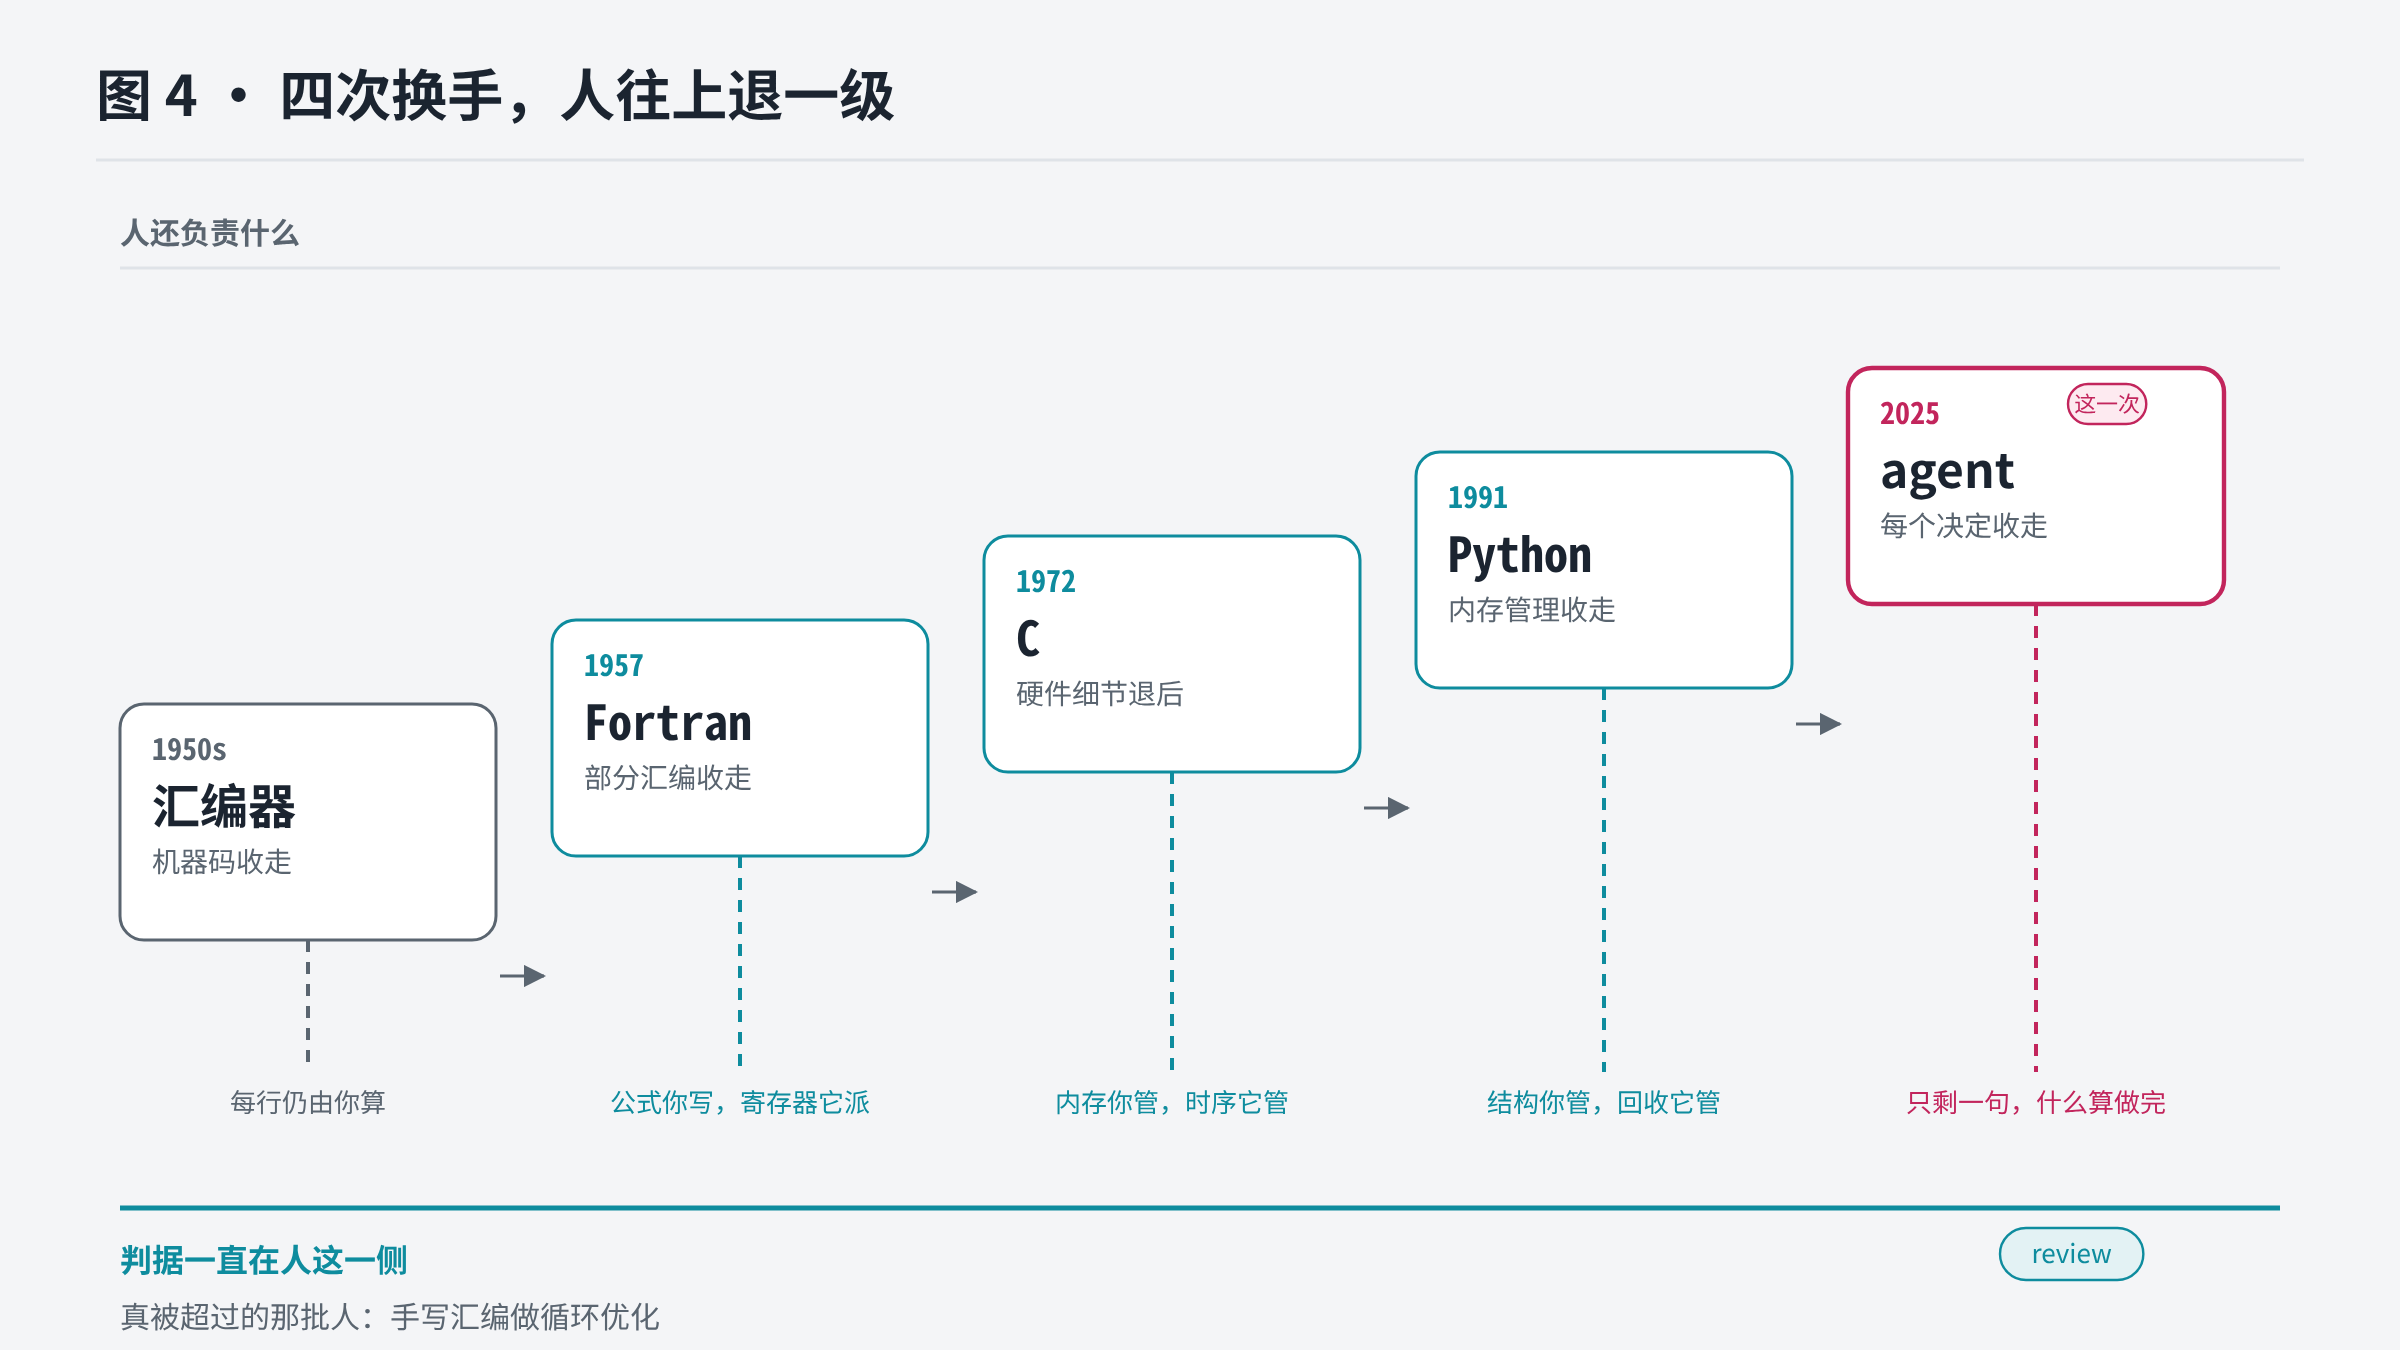 图 4 · 四次换手，人往上退一级
人还负责什么
1950s
汇编器
机器码收走
每行仍由你算
1957
Fortran
部分汇编收走
公式你写，寄存器它派
1972
C
硬件细节退后
内存你管，时序它管
1991
Python
内存管理收走
结构你管，回收它管
2025
这一次
agent
每个决定收走
只剩一句，什么算做完
判据一直在人这一侧
review
真被超过的那批人：手写汇编做循环优化